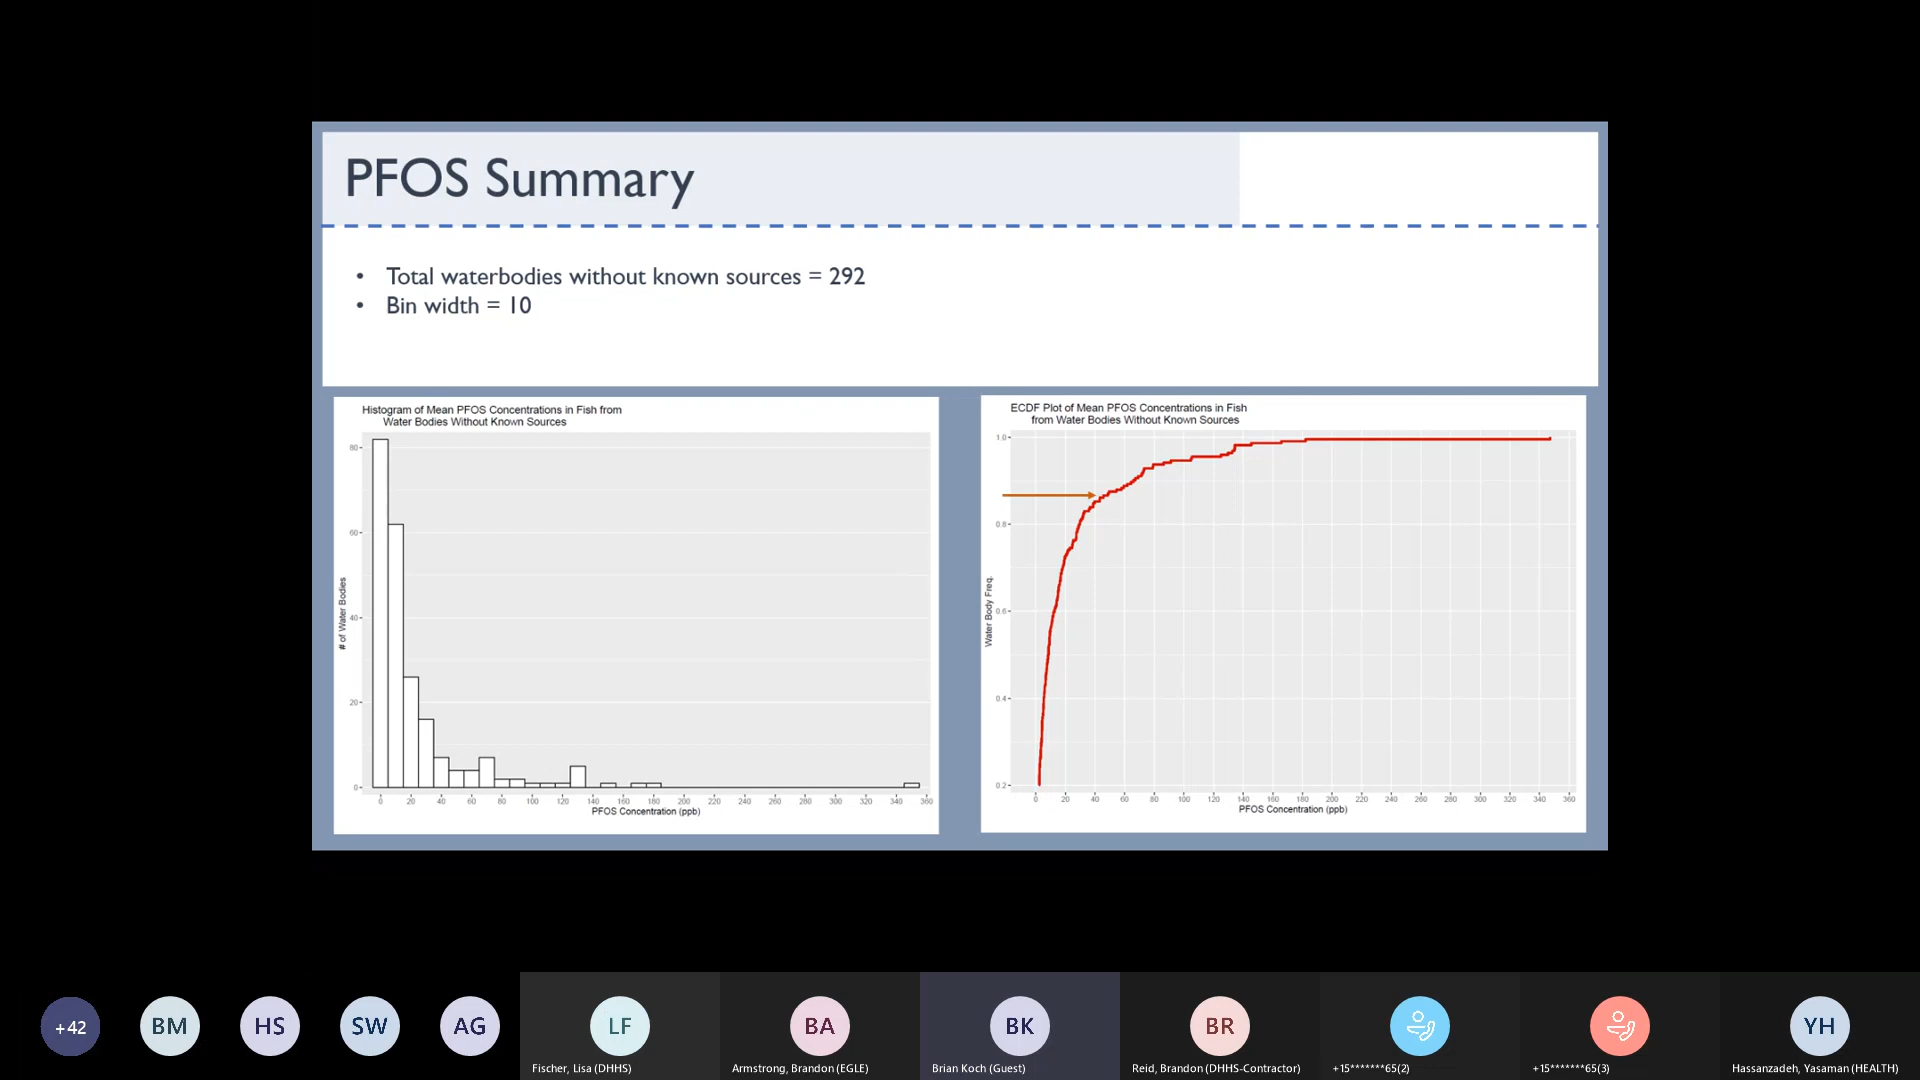 PFOS Summary
• Total waterbodies without known sources = 292
• Bin width = 10
Histogram of Mean PFOS Concentrations in Fish from
Water Bodies Without Known Sources
# of Water Bodies
80
60
40
20
0
0 20 40 60 80 100 120 140 160 180 200 220 240 260 280 300 320 340 360
PFOS Concentration (ppb)
ECDF Plot of Mean PFOS Concentrations in Fish
from Water Bodies Without Known Sources
Water Body Freq.
1.0
0.8
0.6
0.4
0.2
0 20 40 60 80 100 120 140 160 180 200 220 240 260 280 300 320 340 360
PFOS Concentration (ppb)
+42 BM HS SW AG LF BA BK BR YH
Fischer, Lisa (DHHS) Armstrong, Brandon (EGLE) Brian Koch (Guest) Reid, Brandon (DHHS-Contractor) +15*******65(2) +15*******65(3) Hassanzadeh, Yasaman (HEALTH)